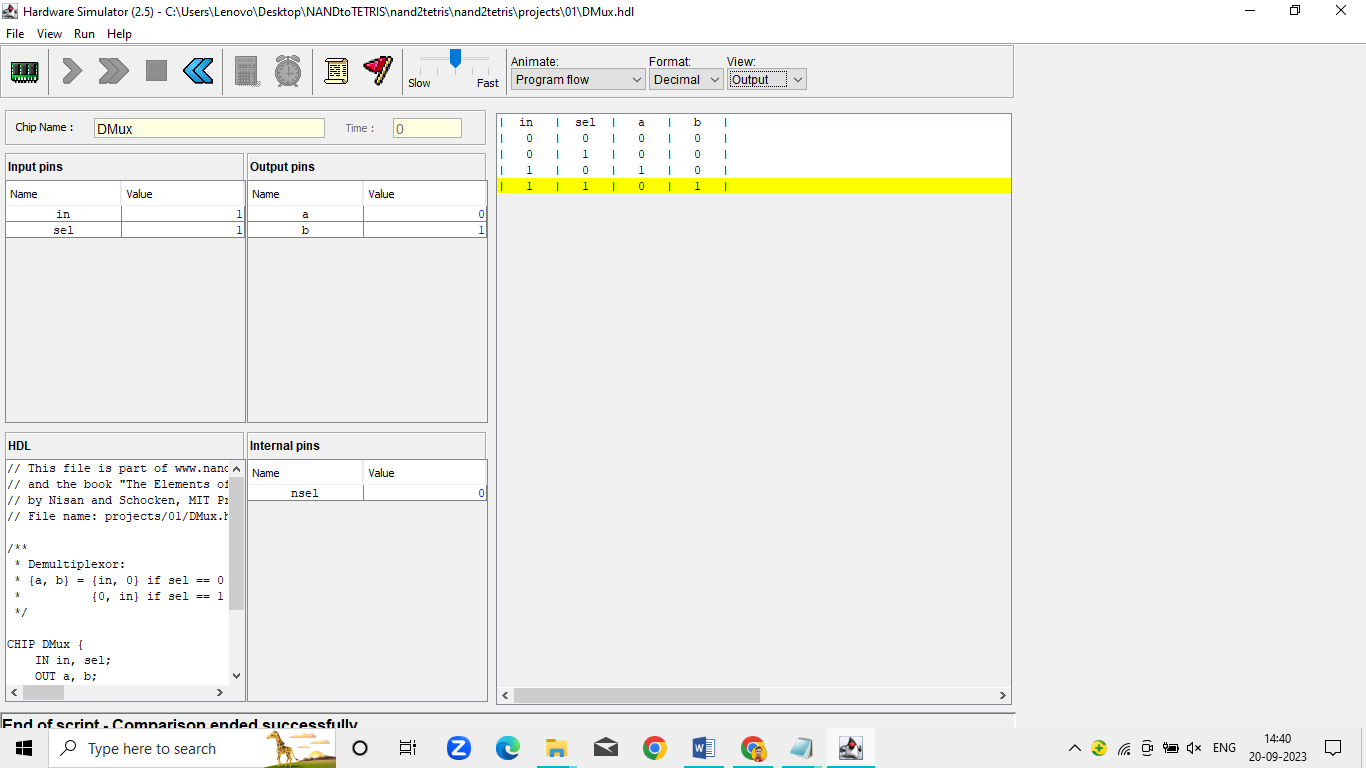 Hardware Simulator (2.5) - C:\Users\Lenovo\Desktop\NANDtoTETRIS\nand2tetris\nand2tetris\projects\01\DMux.hdl
File View Run Help
Slow Fast
Animate: Format: View:
Program flow Decimal Output
Chip Name : DMux Time : 0
Input pins
Name Value
in 1
sel 1
Output pins
Name Value
a 0
b 1
HDL
// This file is part of www.nand
// and the book "The Elements of
// by Nisan and Schocken, MIT Pr
// File name: projects/01/DMux.h
/**
* Demultiplexor:
* {a, b} = {in, 0} if sel == 0
* {0, in} if sel == 1
*/
CHIP DMux {
IN in, sel;
OUT a, b;
Internal pins
Name Value
nsel 0
| in | sel | a | b |
| 0 | 0 | 0 | 0 |
| 0 | 1 | 0 | 0 |
| 1 | 0 | 1 | 0 |
| 1 | 1 | 0 | 1 |
End of script - Comparison ended successfully
Type here to search
ENG
14:40
20-09-2023